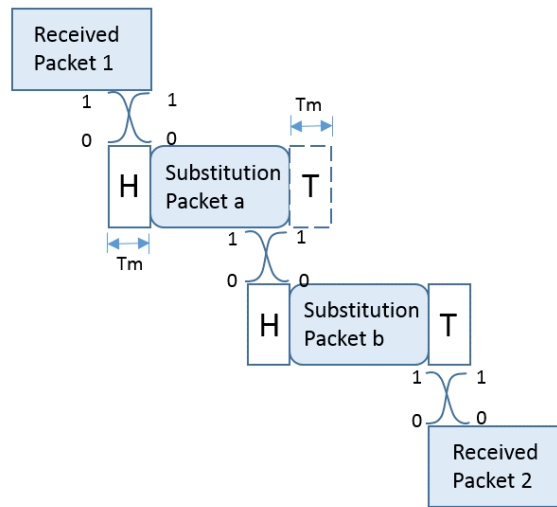 Received
Packet 1
1 1
0 0
Tm
H
Substitution
Packet a
T
Tm
1 1
0 0
H
Substitution
Packet b
T
1 1
0 0
Received
Packet 2